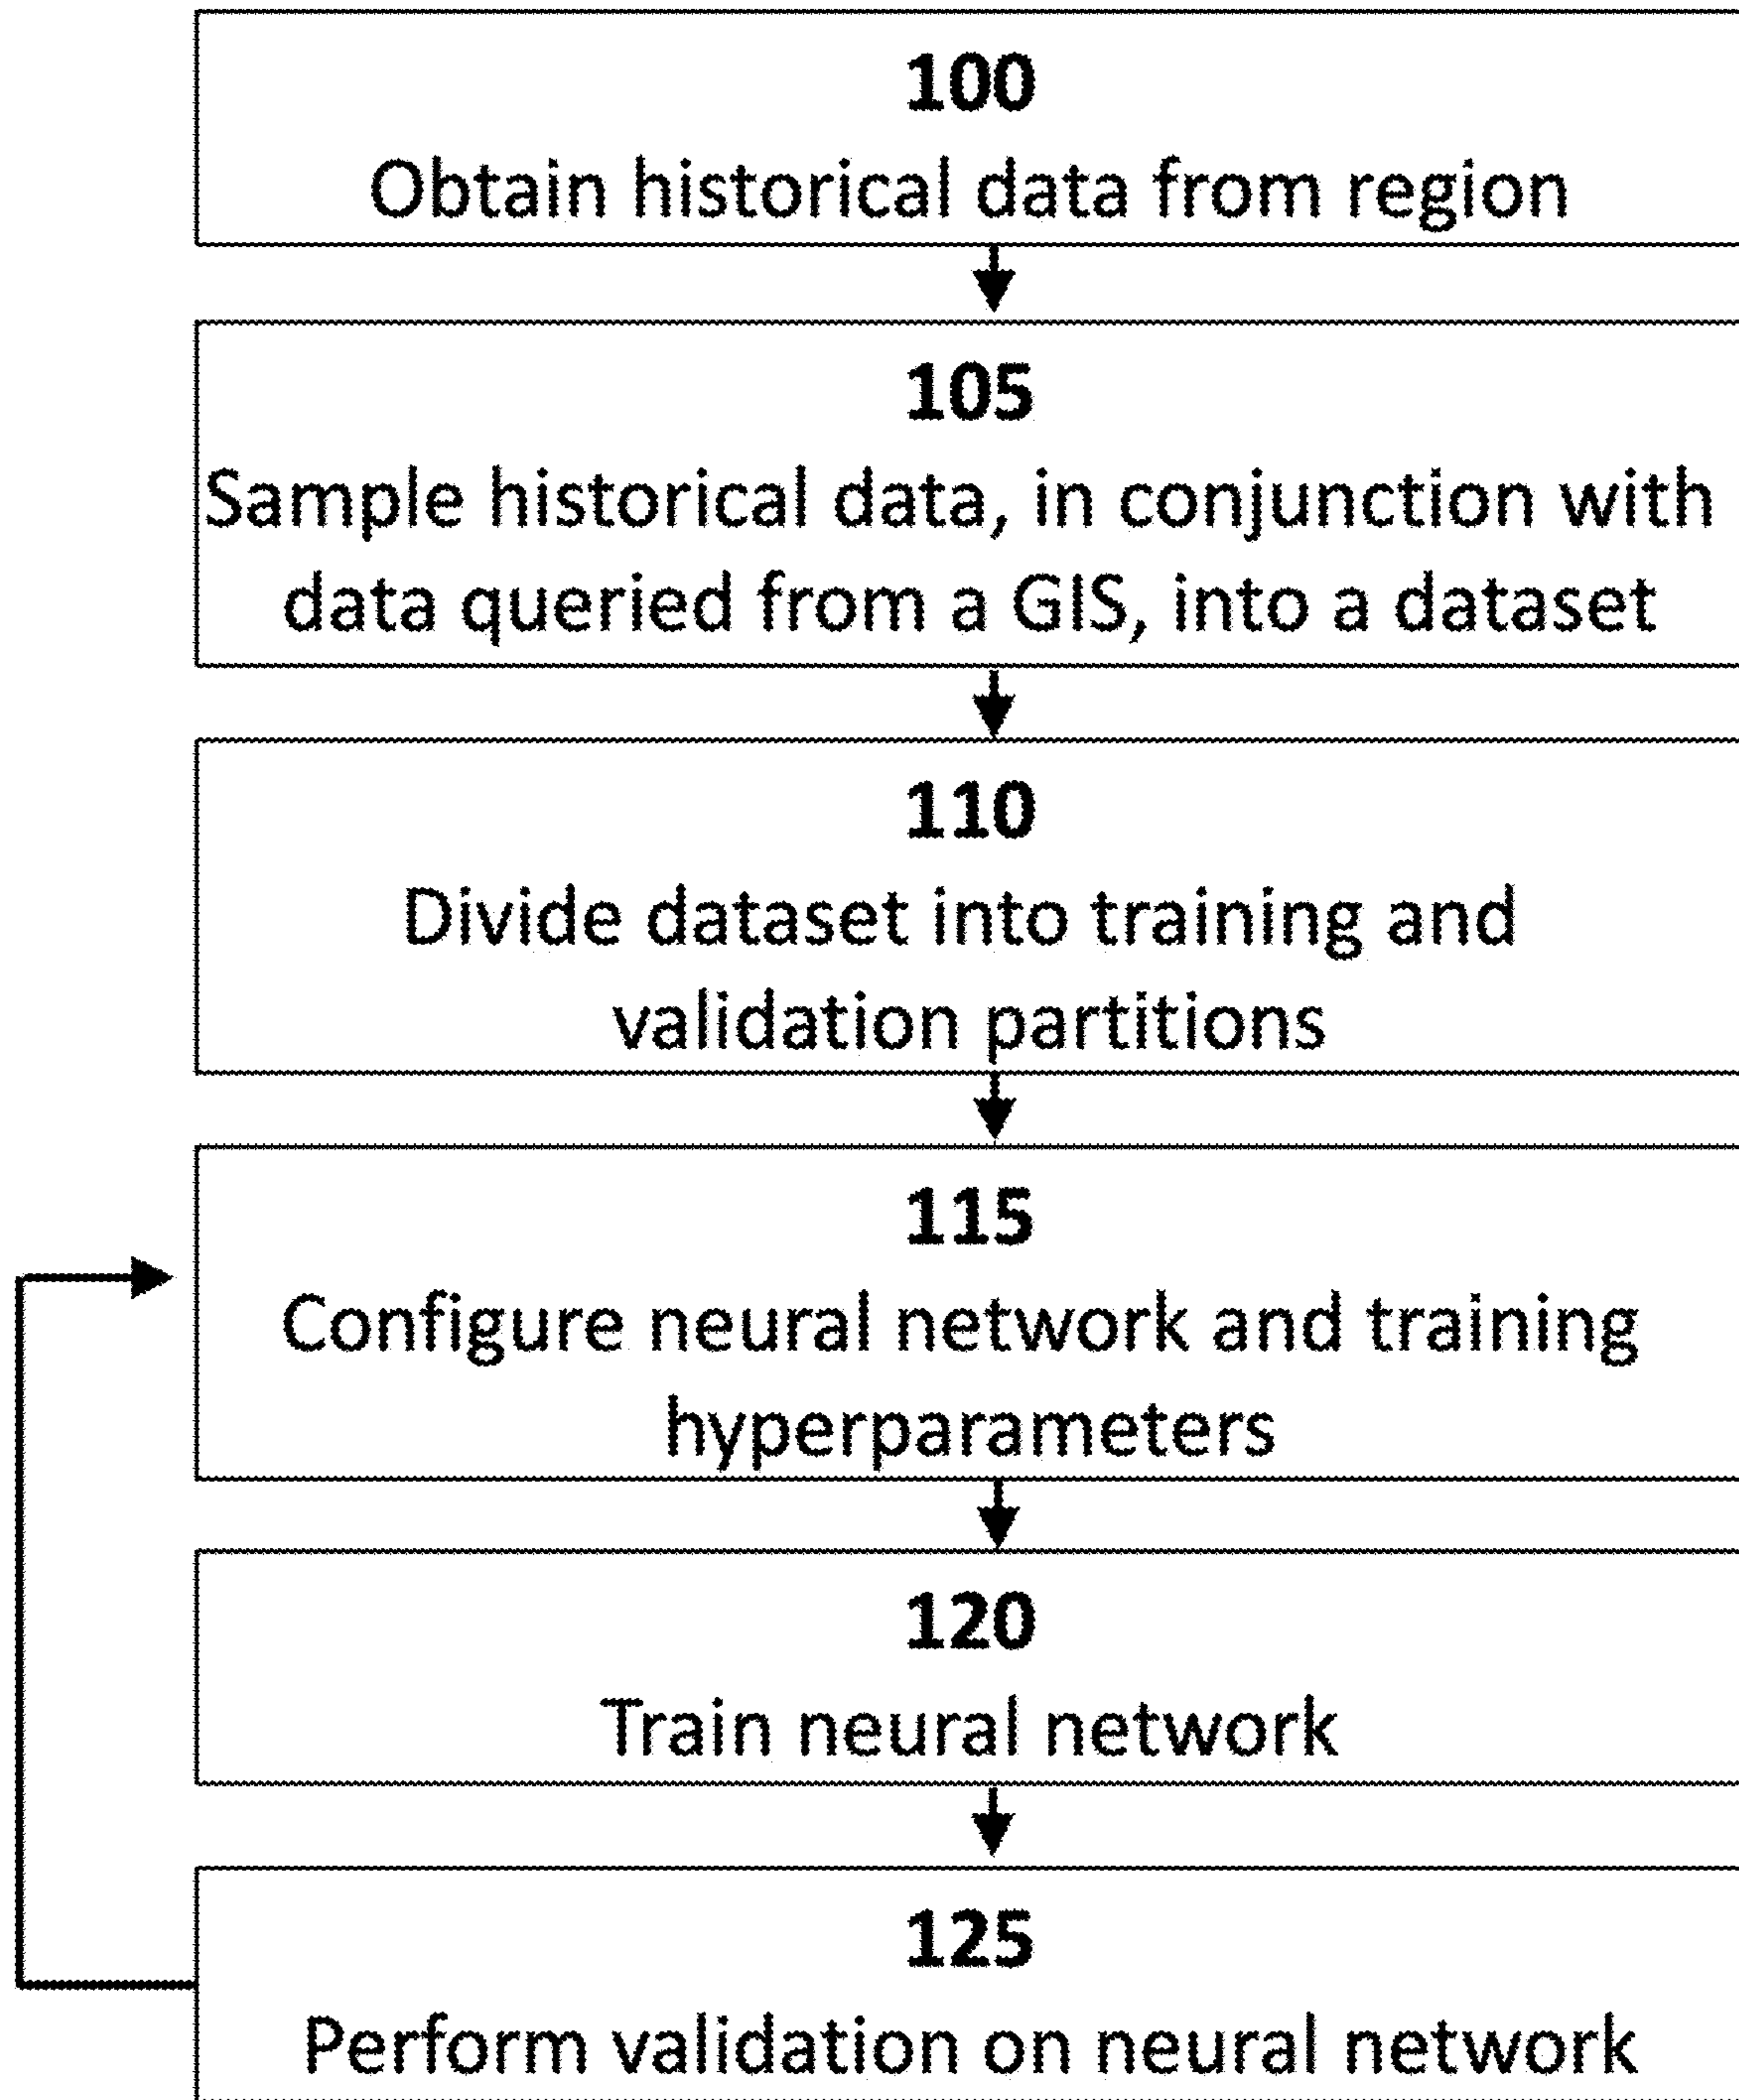 100
Obtain historical data from region
105
Sample historical data, in conjunction with
data queried from a GIS, into a dataset
110
Divide dataset into training and
validation partitions
115
Configure neural network and training
hyperparameters
120
Train neural network
125
Perform validation on neural network